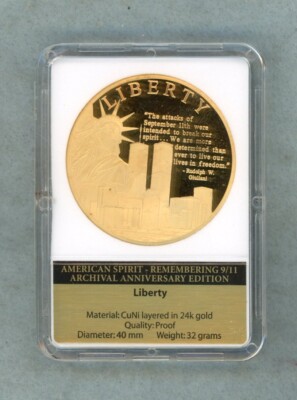 LIBERTY
"The attacks of
September 11th were
intended to break our
spirit... We are more
determined than
ever to live our
lives in freedom."
- Rudolph W.
Giuliani
AMERICAN SPIRIT - REMEMBERING 9/11
ARCHIVAL ANNIVERSARY EDITION
Liberty
Material: CuNi layered in 24k gold
Quality: Proof
Diameter: 40 mm Weight: 32 grams